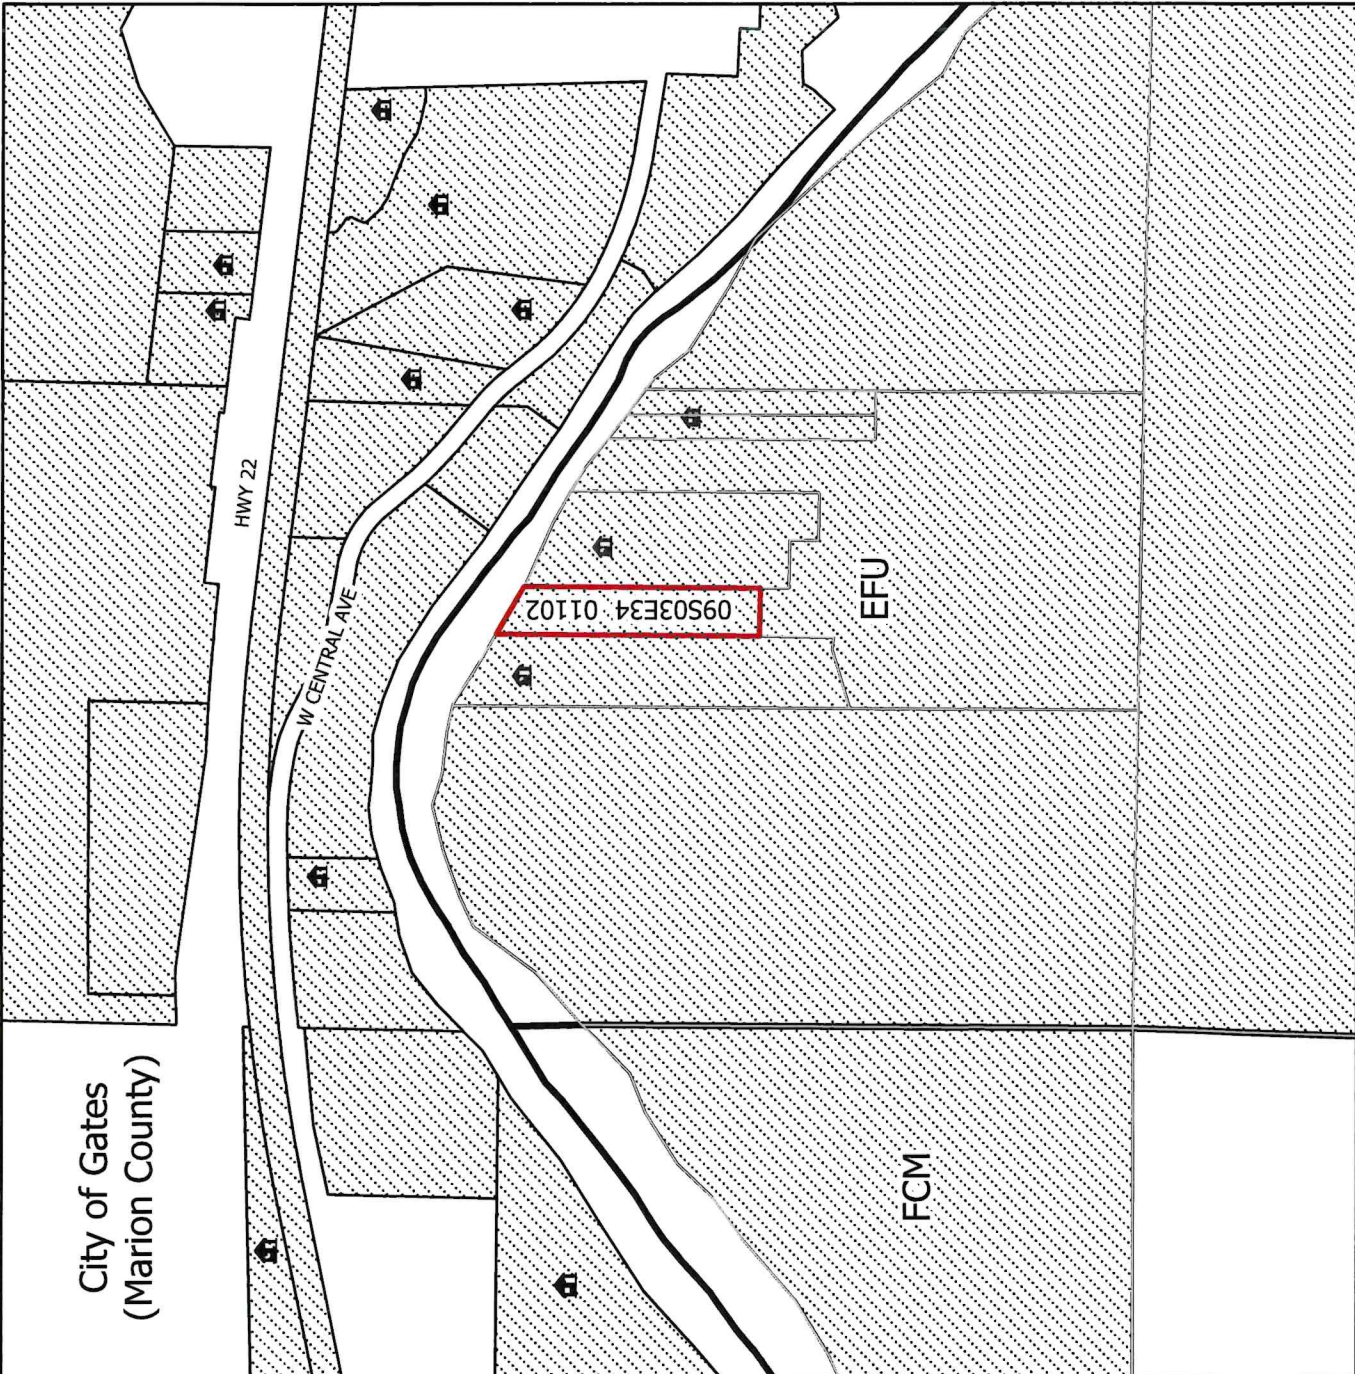 HWY 22
W CENTRAL AVE
09S03E34 01102
EFU
City of Gates
(Marion County)
FCM